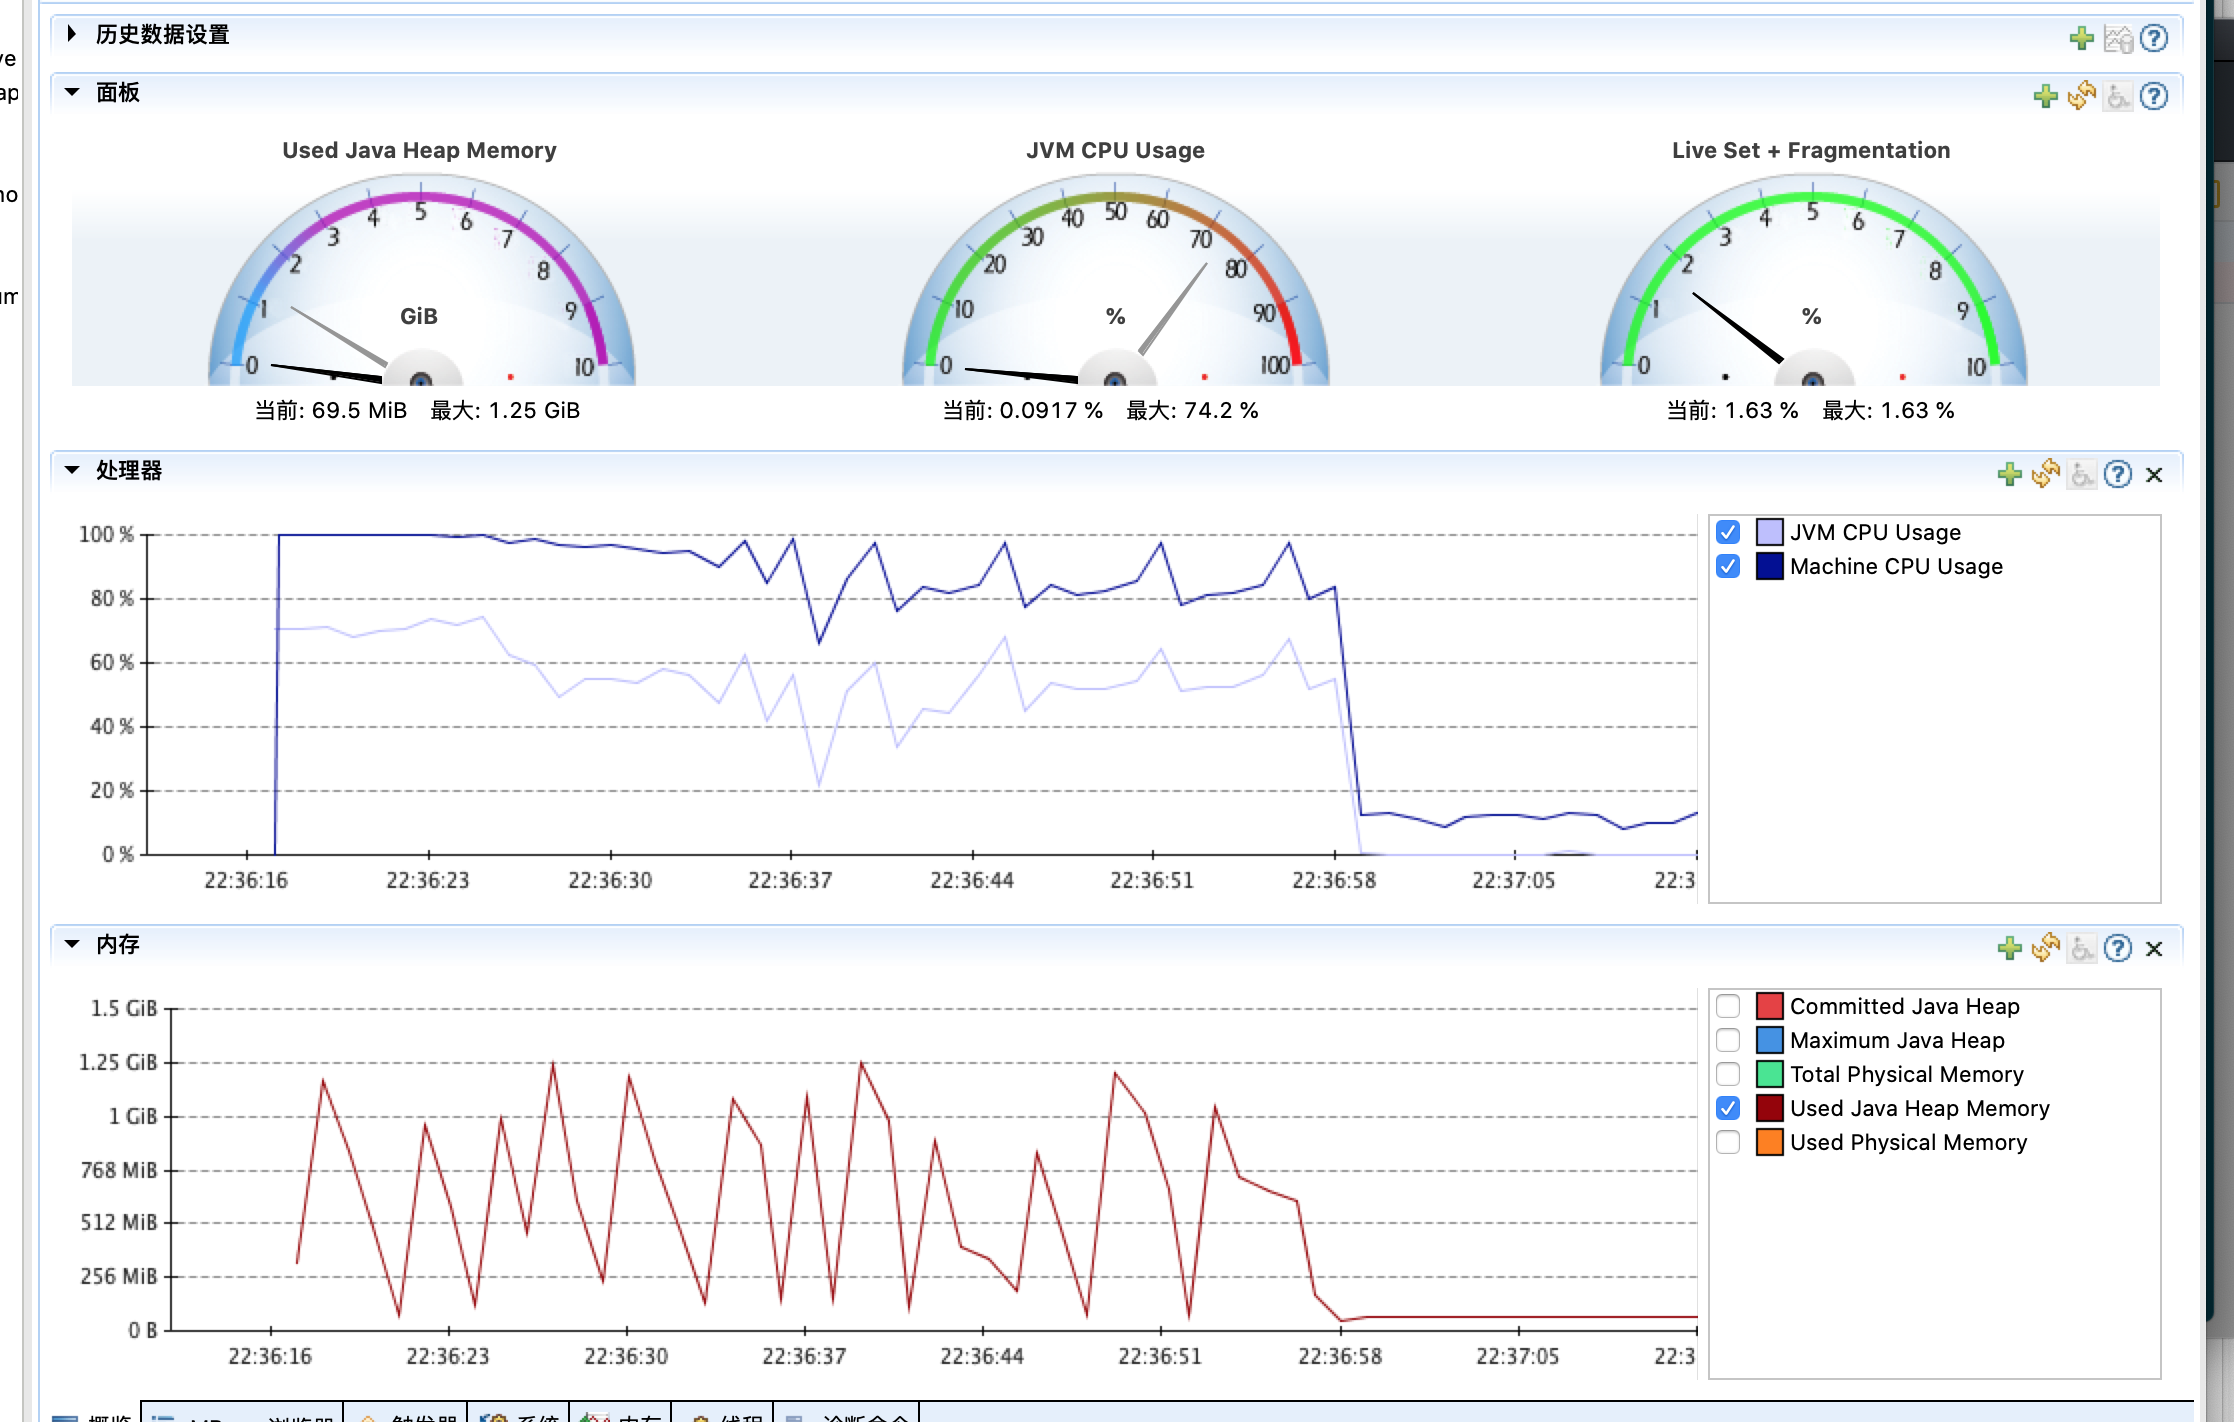 历史数据设置
面板
Used Java Heap Memory
0 1 2 3 4 5 6 7 8 9 10
GiB
当前: 69.5 MiB 最大: 1.25 GiB
JVM CPU Usage
0 10 20 30 40 50 60 70 80 90 100
%
当前: 0.0917 % 最大: 74.2 %
Live Set + Fragmentation
0 1 2 3 4 5 6 7 8 9 10
%
当前: 1.63 % 最大: 1.63 %
处理器
100 %
80 %
60 %
40 %
20 %
0 %
22:36:16 22:36:23 22:36:30 22:36:37 22:36:44 22:36:51 22:36:58 22:37:05 22:3
JVM CPU Usage
Machine CPU Usage
内存
1.5 GiB
1.25 GiB
1 GiB
768 MiB
512 MiB
256 MiB
0 B
22:36:16 22:36:23 22:36:30 22:36:37 22:36:44 22:36:51 22:36:58 22:37:05 22:3
Committed Java Heap
Maximum Java Heap
Total Physical Memory
Used Java Heap Memory
Used Physical Memory
概览 浏览器 触发器 系统 内存 线程 诊断命令